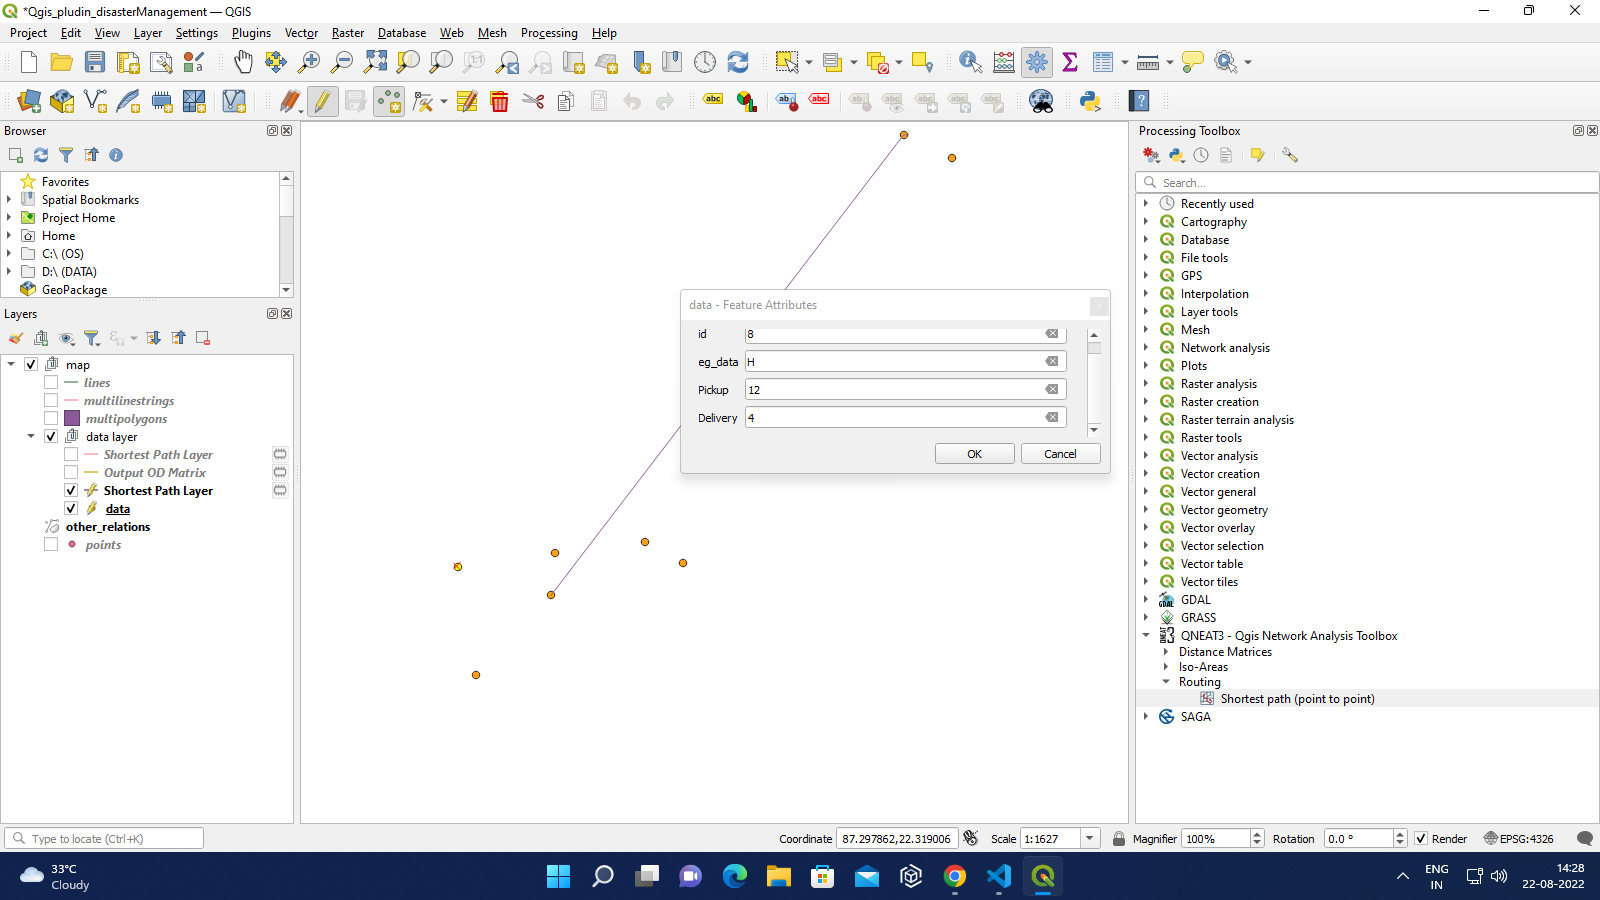 *Qgis_pludin_disasterManagement — QGIS
Project Edit View Layer Settings Plugins Vector Raster Database Web Mesh Processing Help
Browser
Favorites
Spatial Bookmarks
Project Home
Home
C:\ (OS)
D:\ (DATA)
GeoPackage
Layers
map
lines
multilinestrings
multipolygons
data layer
Shortest Path Layer
Output OD Matrix
Shortest Path Layer
data
other_relations
points
data - Feature Attributes
id 8
eg_data H
Pickup 12
Delivery 4
OK Cancel
Processing Toolbox
Search...
Recently used
Cartography
Database
File tools
GPS
Interpolation
Layer tools
Mesh
Network analysis
Plots
Raster analysis
Raster creation
Raster terrain analysis
Raster tools
Vector analysis
Vector creation
Vector general
Vector geometry
Vector overlay
Vector selection
Vector table
Vector tiles
GDAL
GRASS
QNEAT3 - Qgis Network Analysis Toolbox
Distance Matrices
Iso-Areas
Routing
Shortest path (point to point)
SAGA
Type to locate (Ctrl+K)
Coordinate 87.297862,22.319006 Scale 1:1627 Magnifier 100% Rotation 0.0 ° Render EPSG:4326
33°C
Cloudy
ENG
IN
14:28
22-08-2022